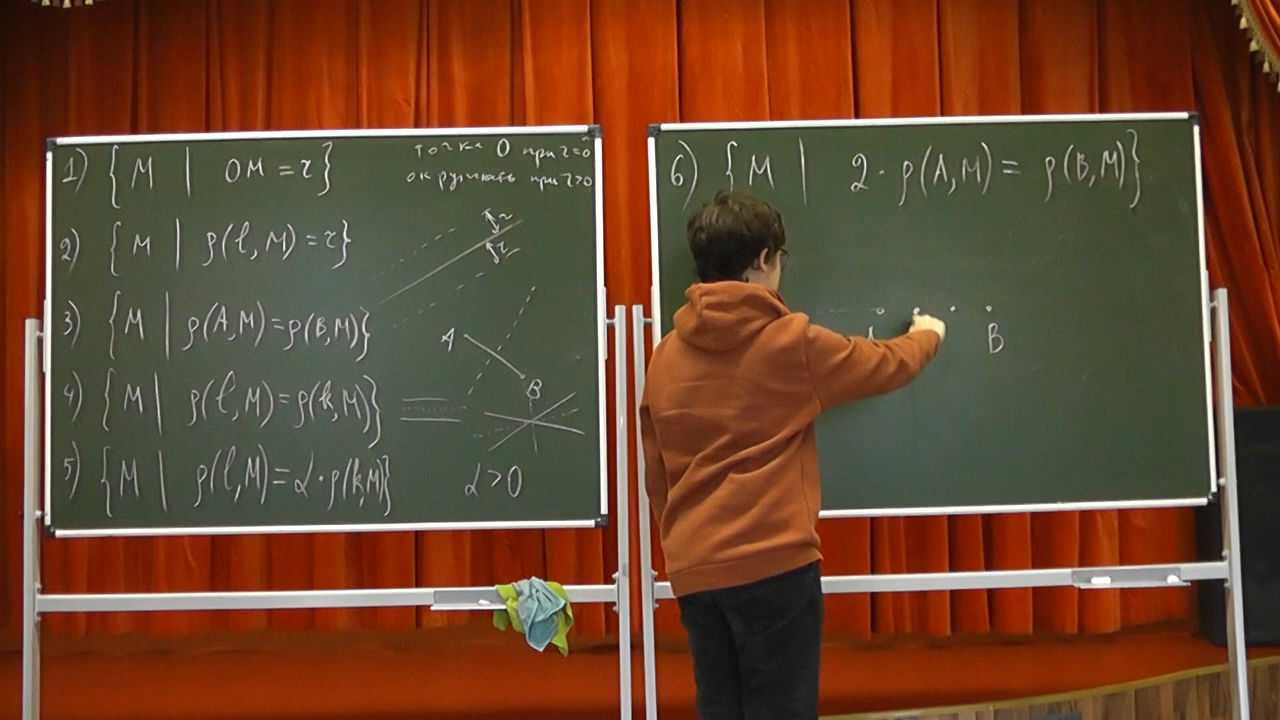 1) { M | OM = r }
точка O при r=0
окружность при r>0
2) { M | ρ(l, M) = r }
r
r
3) { M | ρ(A, M) = ρ(B, M) }
A
B
4) { M | ρ(l, M) = ρ(k, M) }
5) { M | ρ(l, M) = α · ρ(k, M) }
α > 0
6) { M | 2 · ρ(A, M) = ρ(B, M) }
B